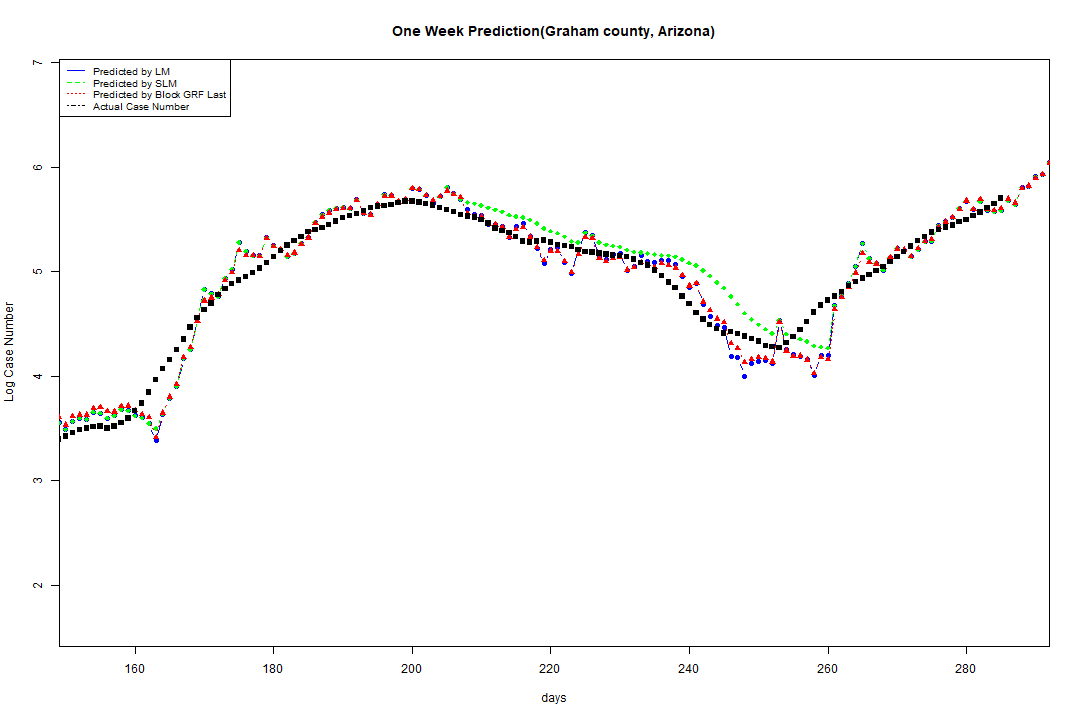 One Week Prediction(Graham county, Arizona)
Predicted by LM
Predicted by SLM
Predicted by Block GRF Last
Actual Case Number
7
6
5
4
3
2
Log Case Number
160 180 200 220 240 260 280
days